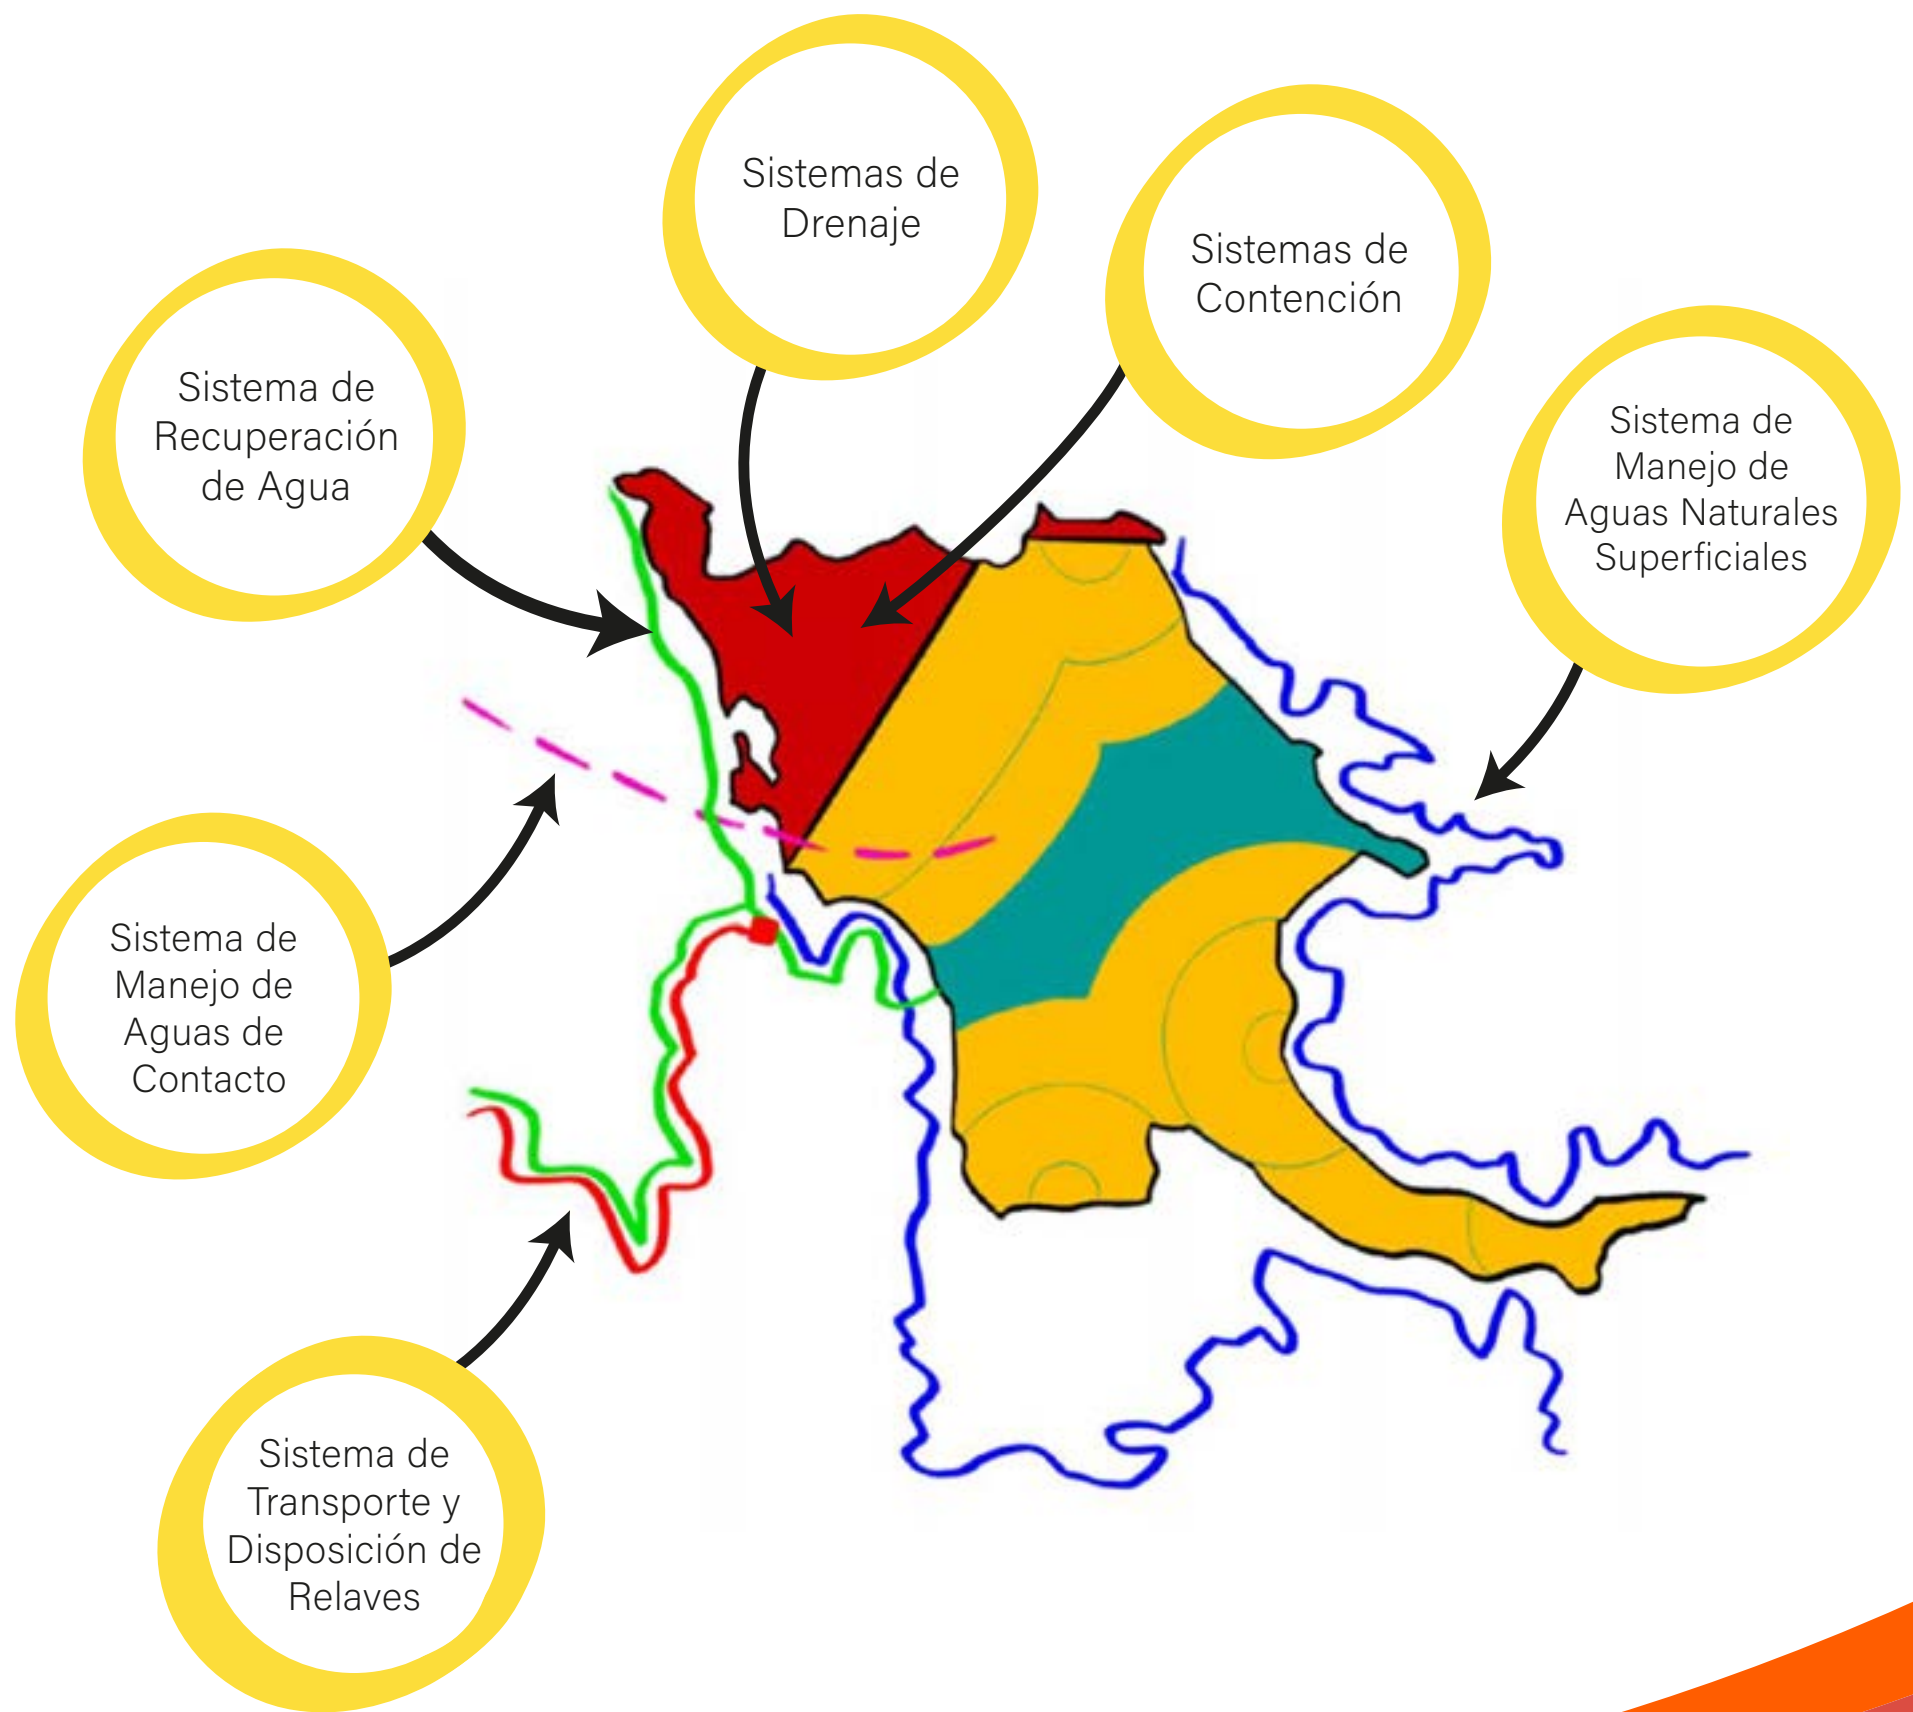 Sistemas de
Drenaje
Sistemas de
Contención
Sistema de
Recuperación
de Agua
Sistema de
Manejo de
Aguas Naturales
Superficiales
Sistema de
Manejo de
Aguas de
Contacto
Sistema de
Transporte y
Disposición de
Relaves